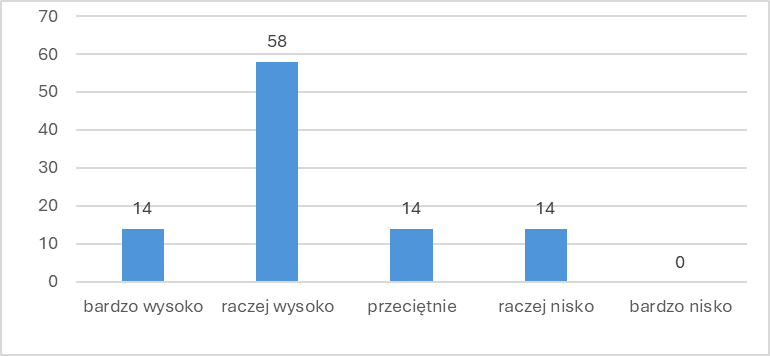 70
60
50
40
30
20
10
0
58
14
14
14
0
bardzo wysoko
raczej wysoko
przeciętnie
raczej nisko
bardzo nisko